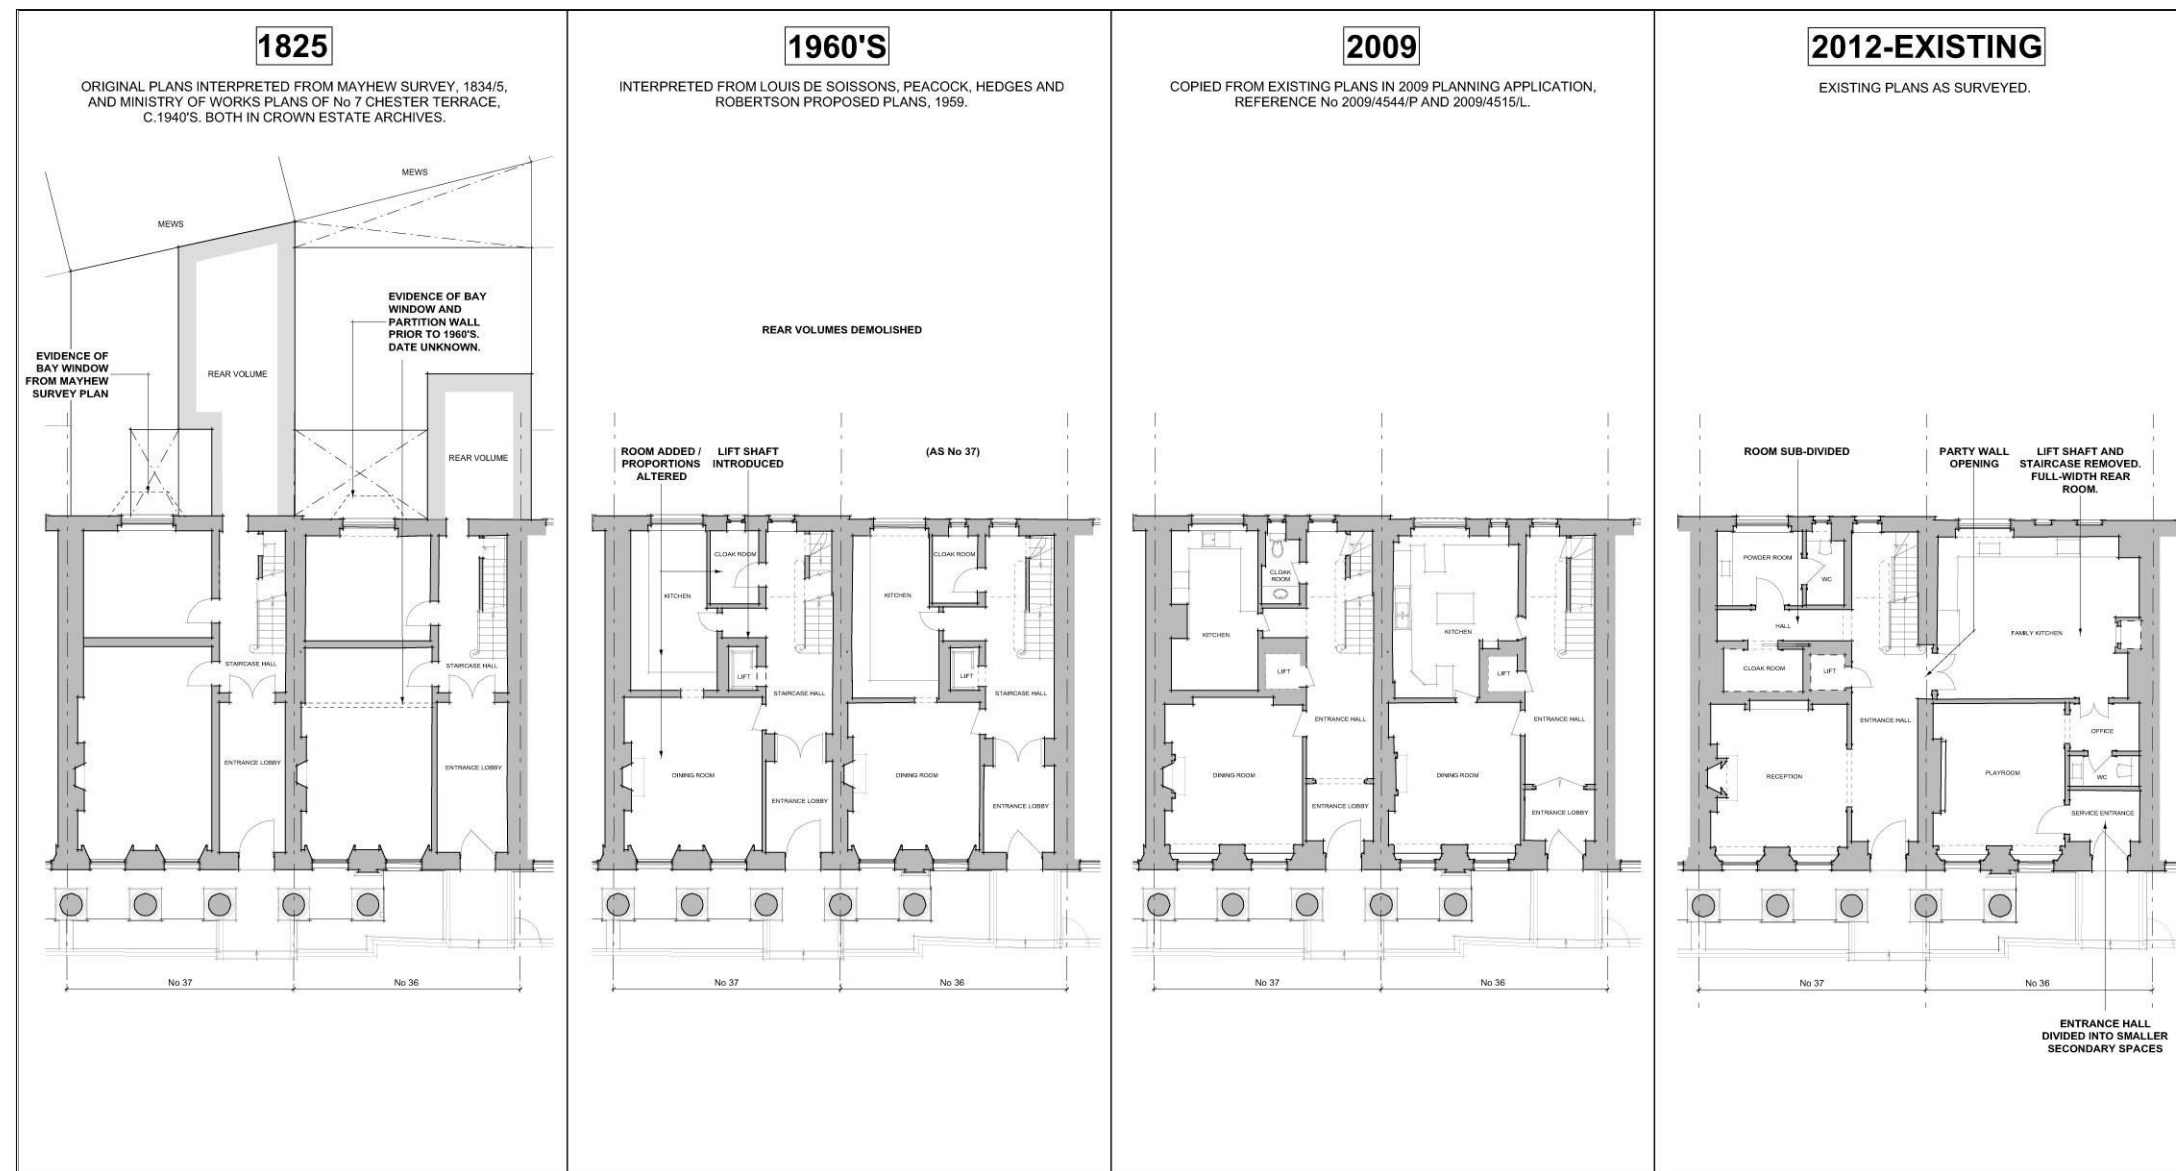 1825
ORIGINAL PLANS INTERPRETED FROM MAYHEW SURVEY, 1834/5,
AND MINISTRY OF WORKS PLANS OF No 7 CHESTER TERRACE,
C.1940'S. BOTH IN CROWN ESTATE ARCHIVES.
MEWS
MEWS
EVIDENCE OF BAY
WINDOW AND
PARTITION WALL
PRIOR TO 1960'S.
DATE UNKNOWN.
EVIDENCE OF
BAY WINDOW
FROM MAYHEW
SURVEY PLAN
REAR VOLUME
REAR VOLUME
STAIRCASE HALL
STAIRCASE HALL
ENTRANCE LOBBY
ENTRANCE LOBBY
No 37
No 36
1960'S
INTERPRETED FROM LOUIS DE SOISSONS, PEACOCK, HEDGES AND
ROBERTSON PROPOSED PLANS, 1959.
REAR VOLUMES DEMOLISHED
ROOM ADDED /
PROPORTIONS
ALTERED
LIFT SHAFT
INTRODUCED
(AS No 37)
CLOAK ROOM
CLOAK ROOM
KITCHEN
KITCHEN
LIFT
LIFT
STAIRCASE HALL
STAIRCASE HALL
DINING ROOM
DINING ROOM
ENTRANCE LOBBY
ENTRANCE LOBBY
No 37
No 36
2009
COPIED FROM EXISTING PLANS IN 2009 PLANNING APPLICATION,
REFERENCE No 2009/4544/P AND 2009/4515/L.
CLOAK
ROOM
KITCHEN
KITCHEN
LIFT
LIFT
ENTRANCE HALL
ENTRANCE HALL
DINING ROOM
DINING ROOM
ENTRANCE LOBBY
ENTRANCE LOBBY
No 37
No 36
2012-EXISTING
EXISTING PLANS AS SURVEYED.
ROOM SUB-DIVIDED
PARTY WALL
OPENING
LIFT SHAFT AND
STAIRCASE REMOVED.
FULL-WIDTH REAR
ROOM.
POWDER ROOM
WC
HALL
FAMILY KITCHEN
CLOAK ROOM
LIFT
ENTRANCE HALL
OFFICE
RECEPTION
PLAYROOM
WC
SERVICE ENTRANCE
No 37
No 36
ENTRANCE HALL
DIVIDED INTO SMALLER
SECONDARY SPACES